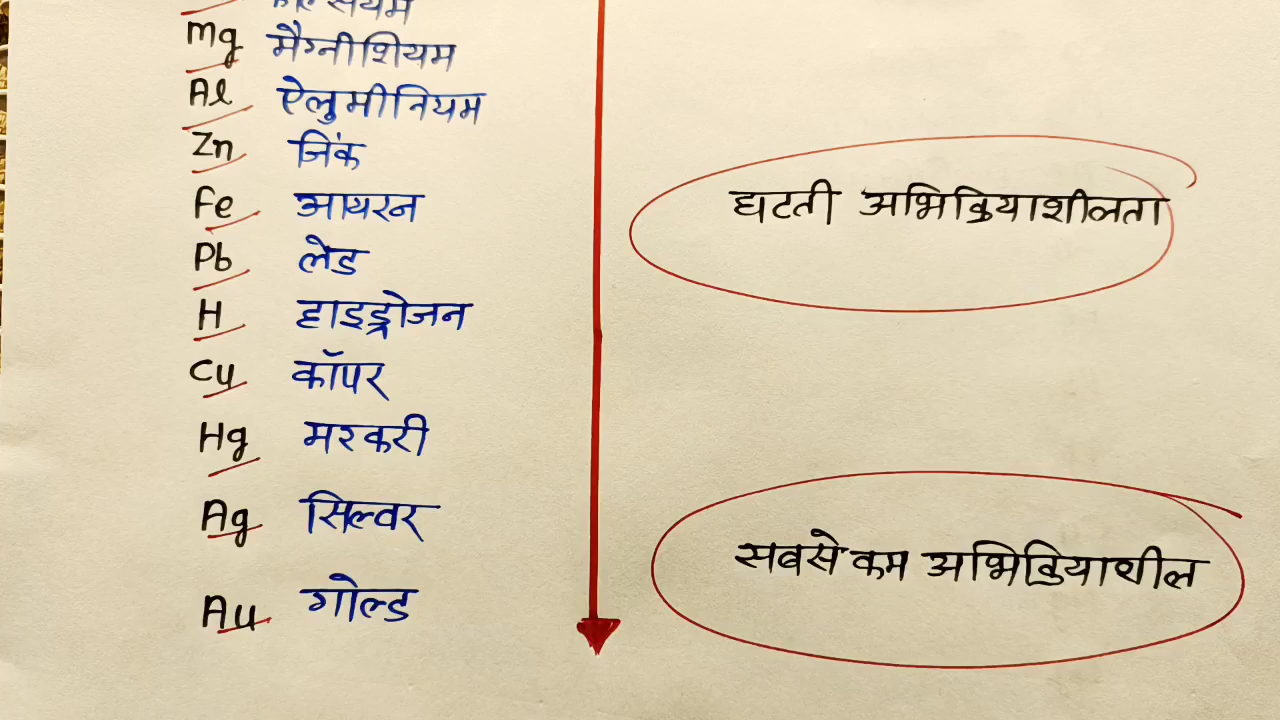 Mg मैग्नीशियम
Al ऐलुमीनियम
Zn जिंक
Fe आयरन
घटती अभिक्रियाशीलता
Pb लेड
H हाइड्रोजन
Cu कॉपर
Hg मरकरी
Ag सिल्वर
सबसे कम अभिक्रियाशील
Au गोल्ड